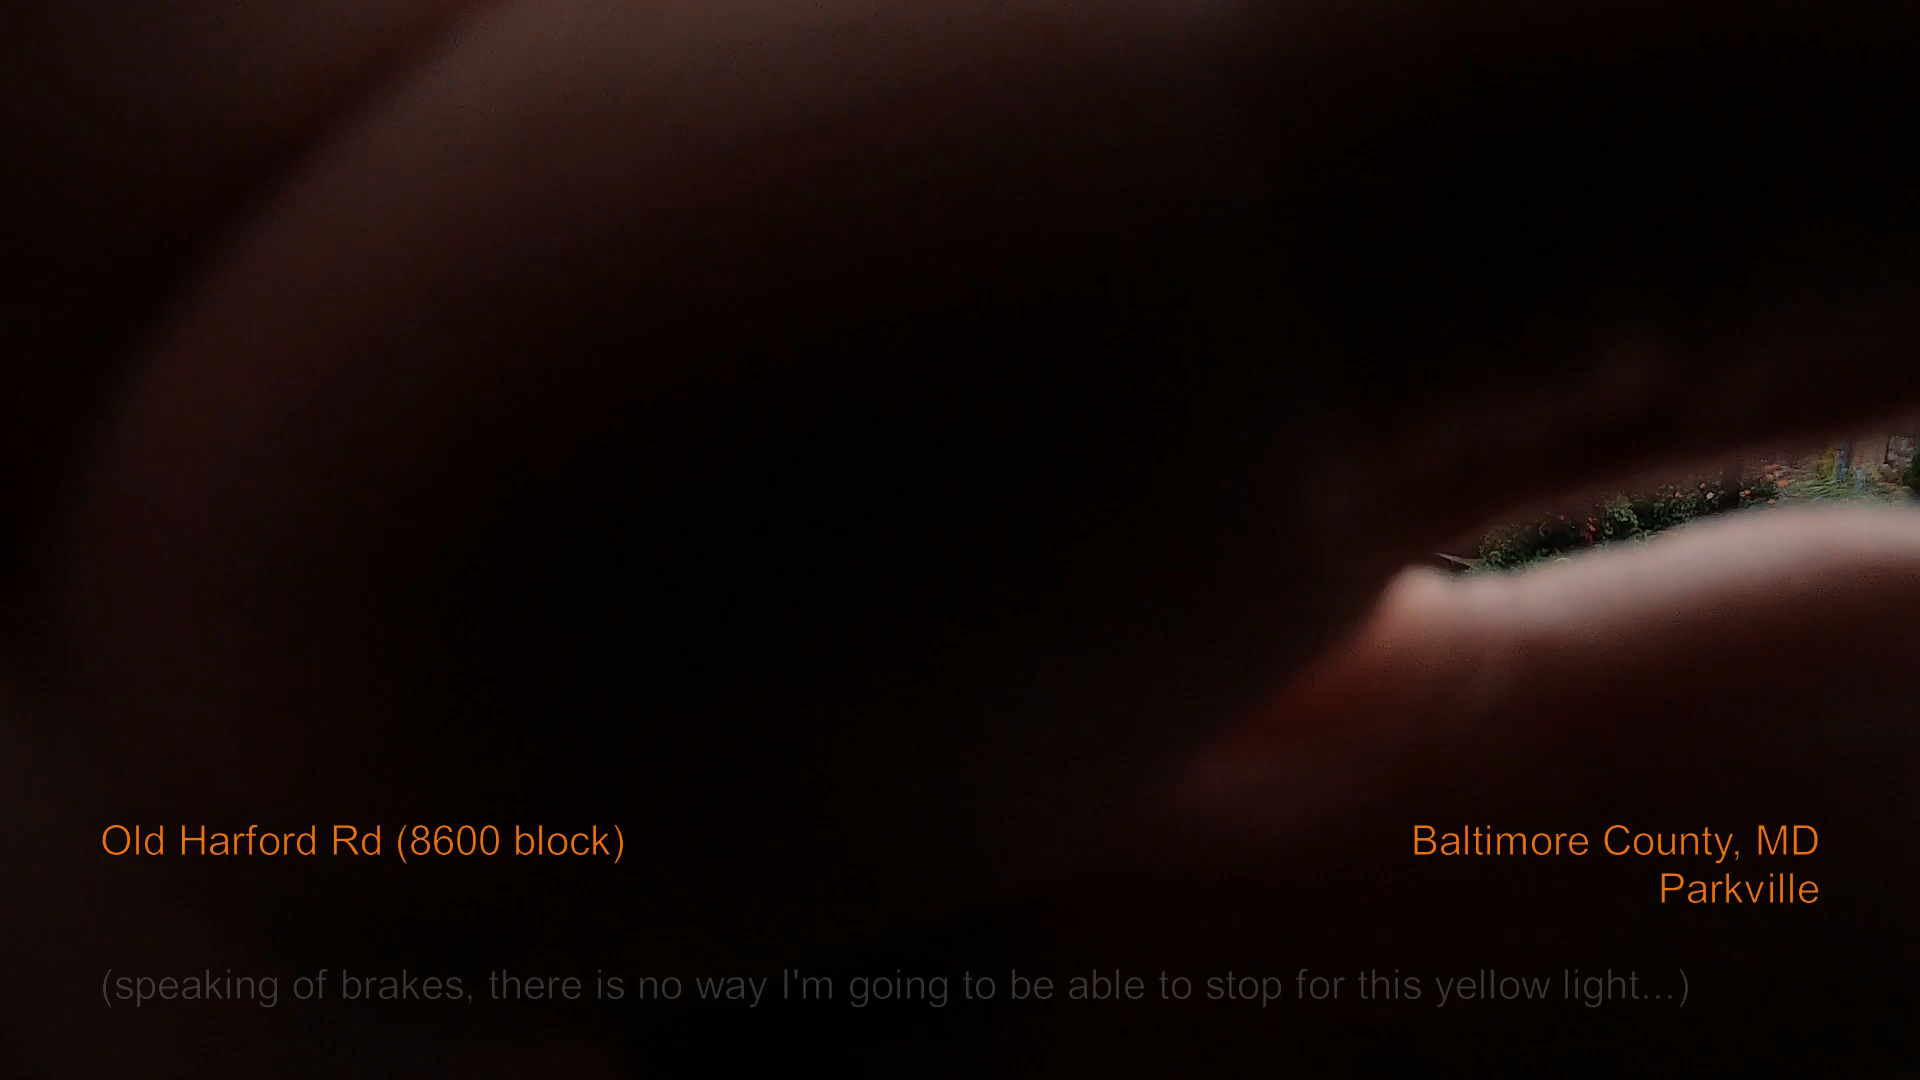 Old Harford Rd (8600 block)
Baltimore County, MD
Parkville
(speaking of brakes, there is no way I'm going to be able to stop for this yellow light...)